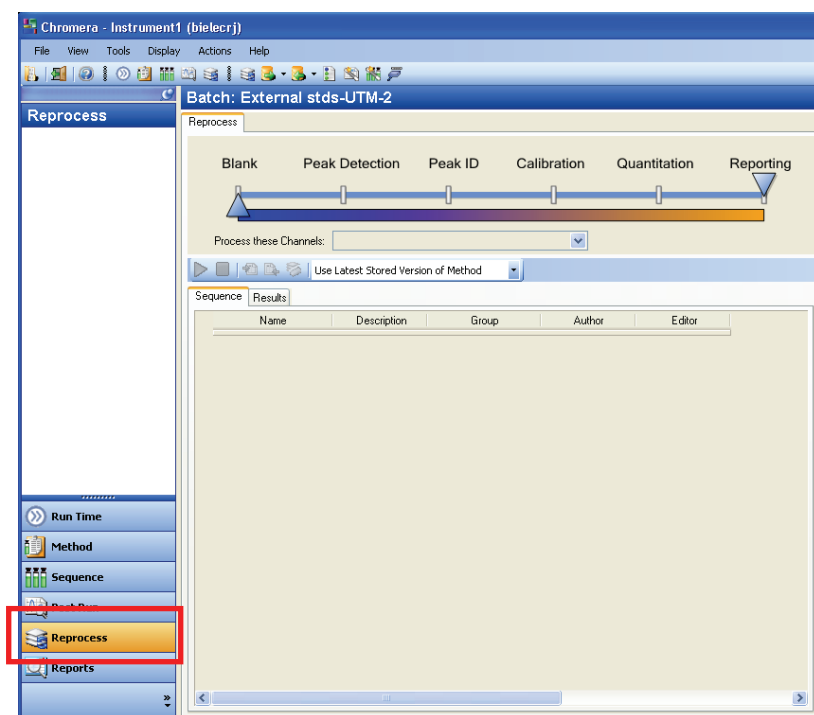 Chromera - Instrument1 (bielecrj)
File View Tools Display Actions Help
Batch: External stds-UTM-2
Reprocess
Reprocess
Blank Peak Detection Peak ID Calibration Quantitation Reporting
Process these Channels:
Use Latest Stored Version of Method
Sequence Results
Name Description Group Author Editor
Run Time
Method
Sequence
Post Run
Reprocess
Reports